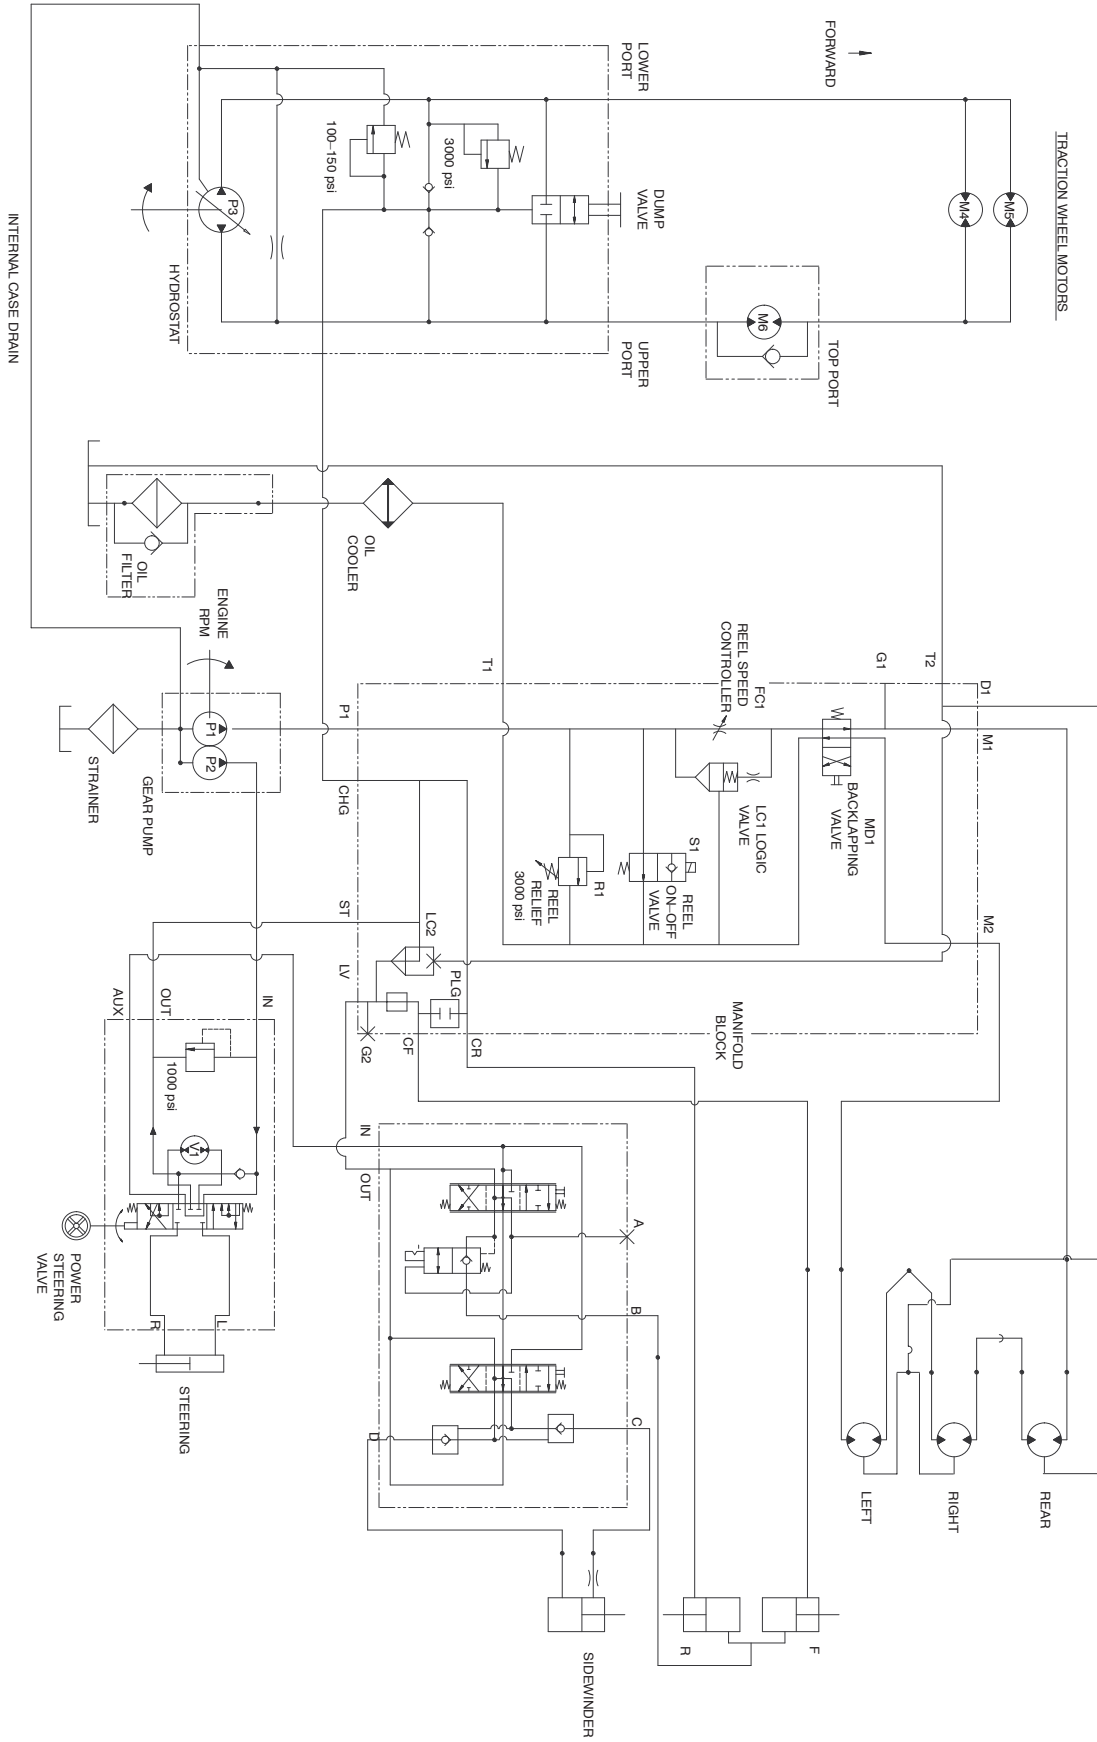 TRACTION WHEEL MOTORS
FORWARD
LOWER
PORT
M5
M4
3000 psi
100–150 psi
DUMP
VALVE
P3
HYDROSTAT
UPPER
PORT
M6
TOP PORT
INTERNAL CASE DRAIN
OIL
COOLER
OIL
FILTER
ENGINE
RPM
P1
P2
GEAR PUMP
STRAINER
T1
P1
CHG
ST
LV
D1
T2
G1
M1
M2
REEL SPEED
CONTROLLER
FC1
LC1 LOGIC
VALVE
MD1
BACKLAPPING
VALVE
S1
REEL
ON–OFF
VALVE
R1
REEL
RELIEF
3000 psi
LC2
PLG
MANIFOLD
BLOCK
CR
CF
G2
IN
OUT
AUX
1000 psi
V1
POWER
STEERING
VALVE
L
R
STEERING
IN
OUT
A
B
C
D
SIDEWINDER
R
F
LEFT
RIGHT
REAR